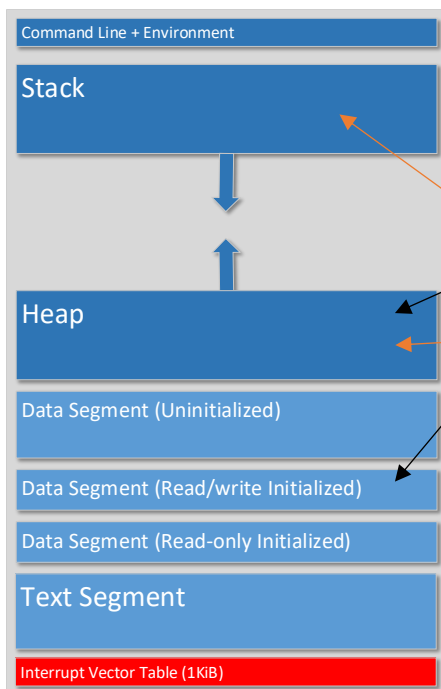 Command Line + Environment
Stack
Heap
Data Segment (Uninitialized)
Data Segment (Read/write Initialized)
Data Segment (Read-only Initialized)
Text Segment
Interrupt Vector Table (1KiB)